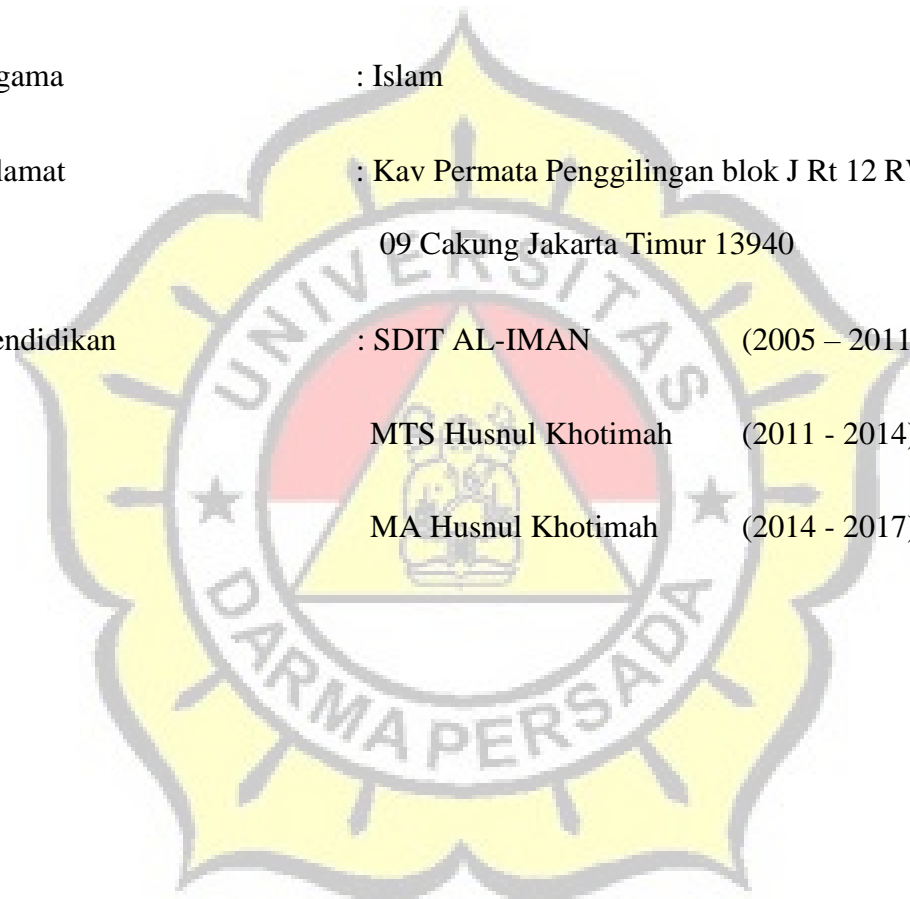 gama : Islam
lamat : Kav Permata Penggilingan blok J Rt 12 RV
09 Cakung Jakarta Timur 13940
endidikan : SDIT AL-IMAN (2005 – 2011
MTS Husnul Khotimah (2011 - 2014)
MA Husnul Khotimah (2014 - 2017)
UNIVERSITAS
DARMA PERSADA